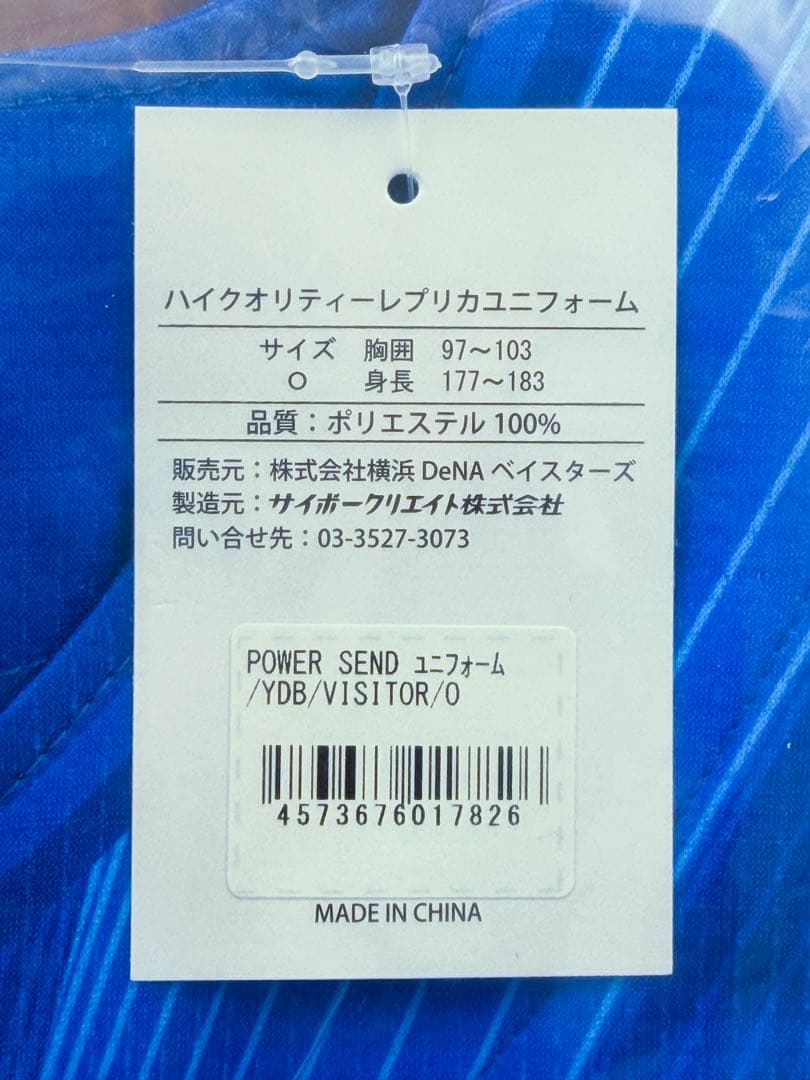 ハイクオリティーレプリカユニフォーム
サイズ 胸囲 97〜103
O 身長 177〜183
品質：ポリエステル 100%
販売元：株式会社横浜 DeNA ベイスターズ
製造元：サイボークリエイト株式会社
問い合せ先：03-3527-3073
POWER SEND ﾕﾆﾌｫｰﾑ
/YDB/VISITOR/O
4573676017826
MADE IN CHINA